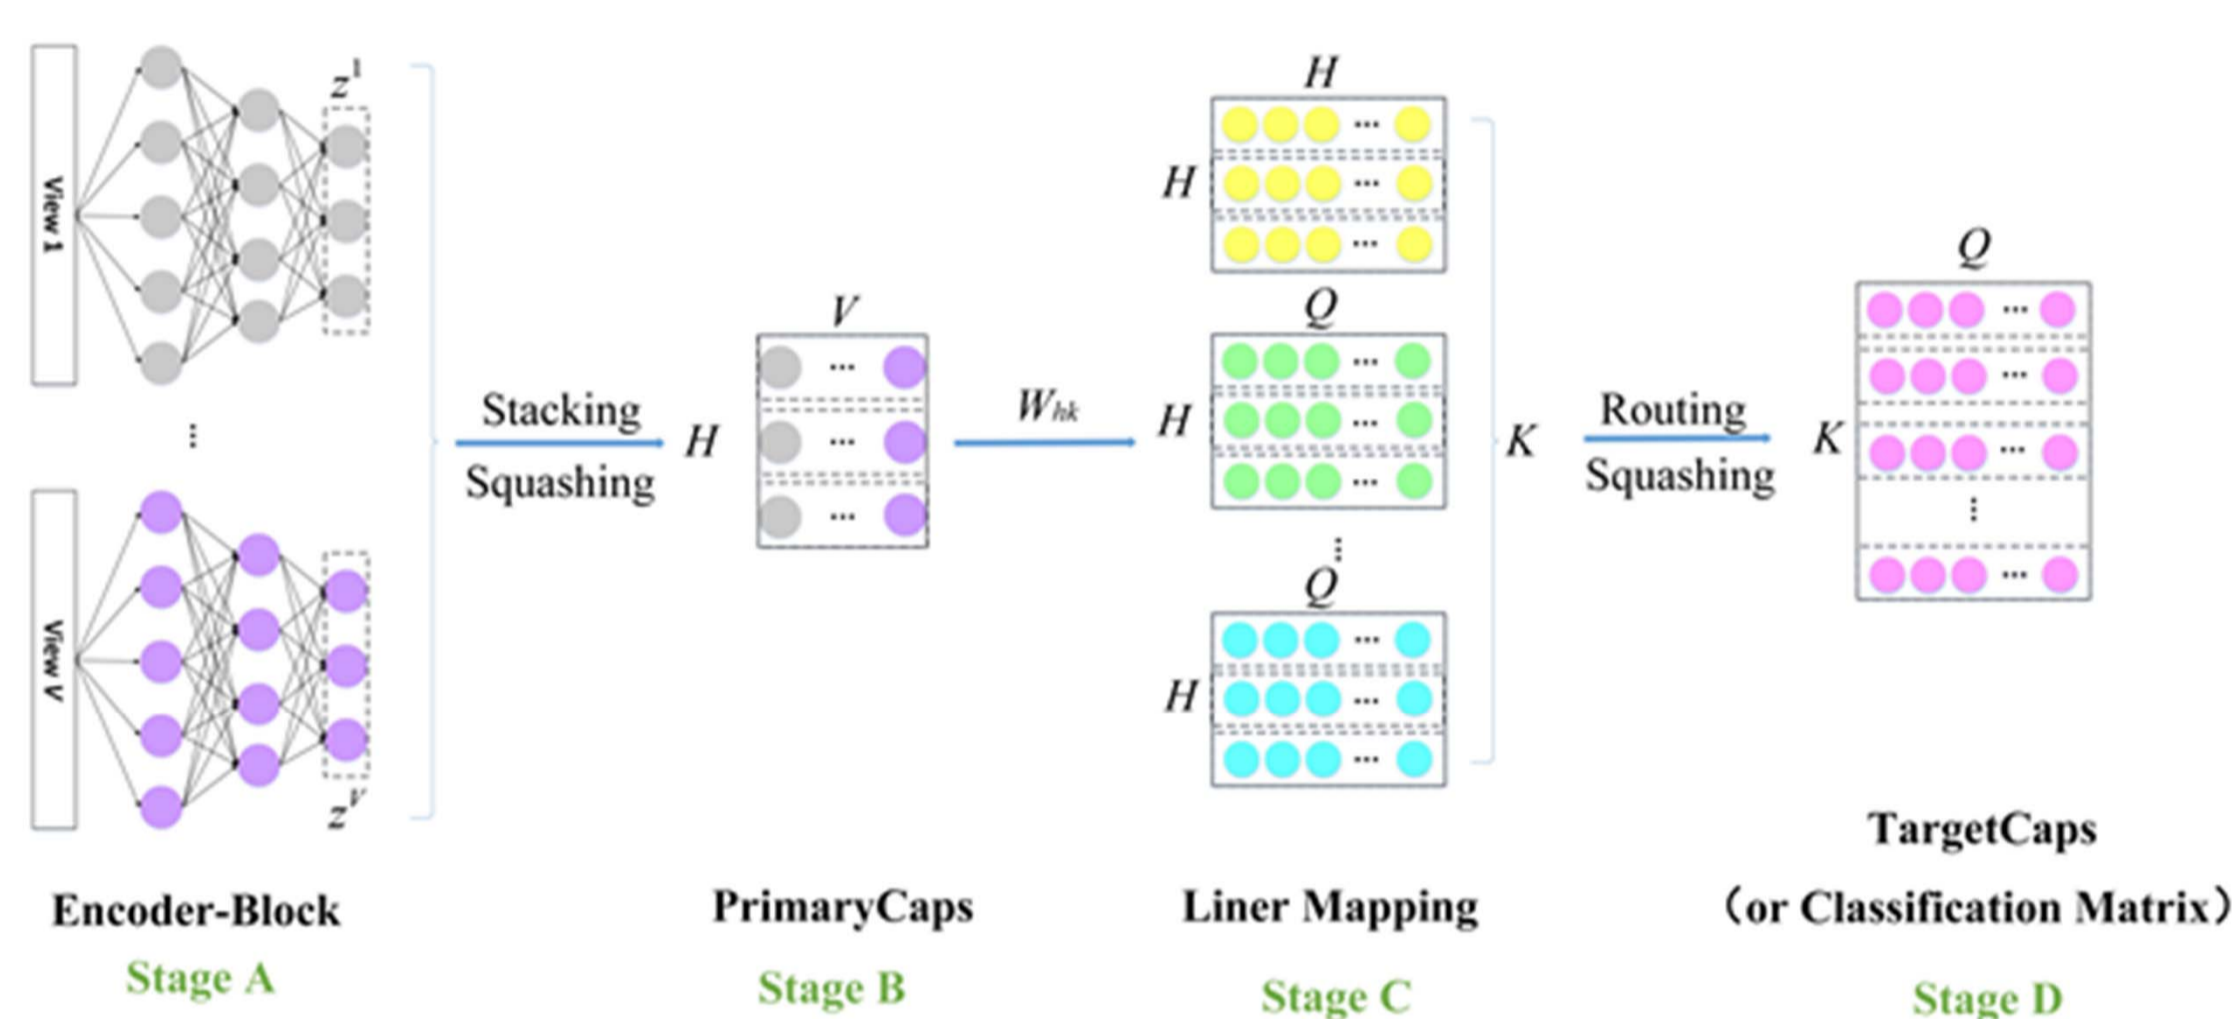 View 1
z¹
⋮
View V
z^V
Encoder-Block
Stage A
Stacking
Squashing
V
H
...
...
...
PrimaryCaps
Stage B
W_hk
H
H
...
...
...
Q
H
...
...
...
⋮
Q
H
...
...
...
K
Liner Mapping
Stage C
Routing
Squashing
Q
K
...
...
...
⋮
...
TargetCaps
（or Classification Matrix）
Stage D